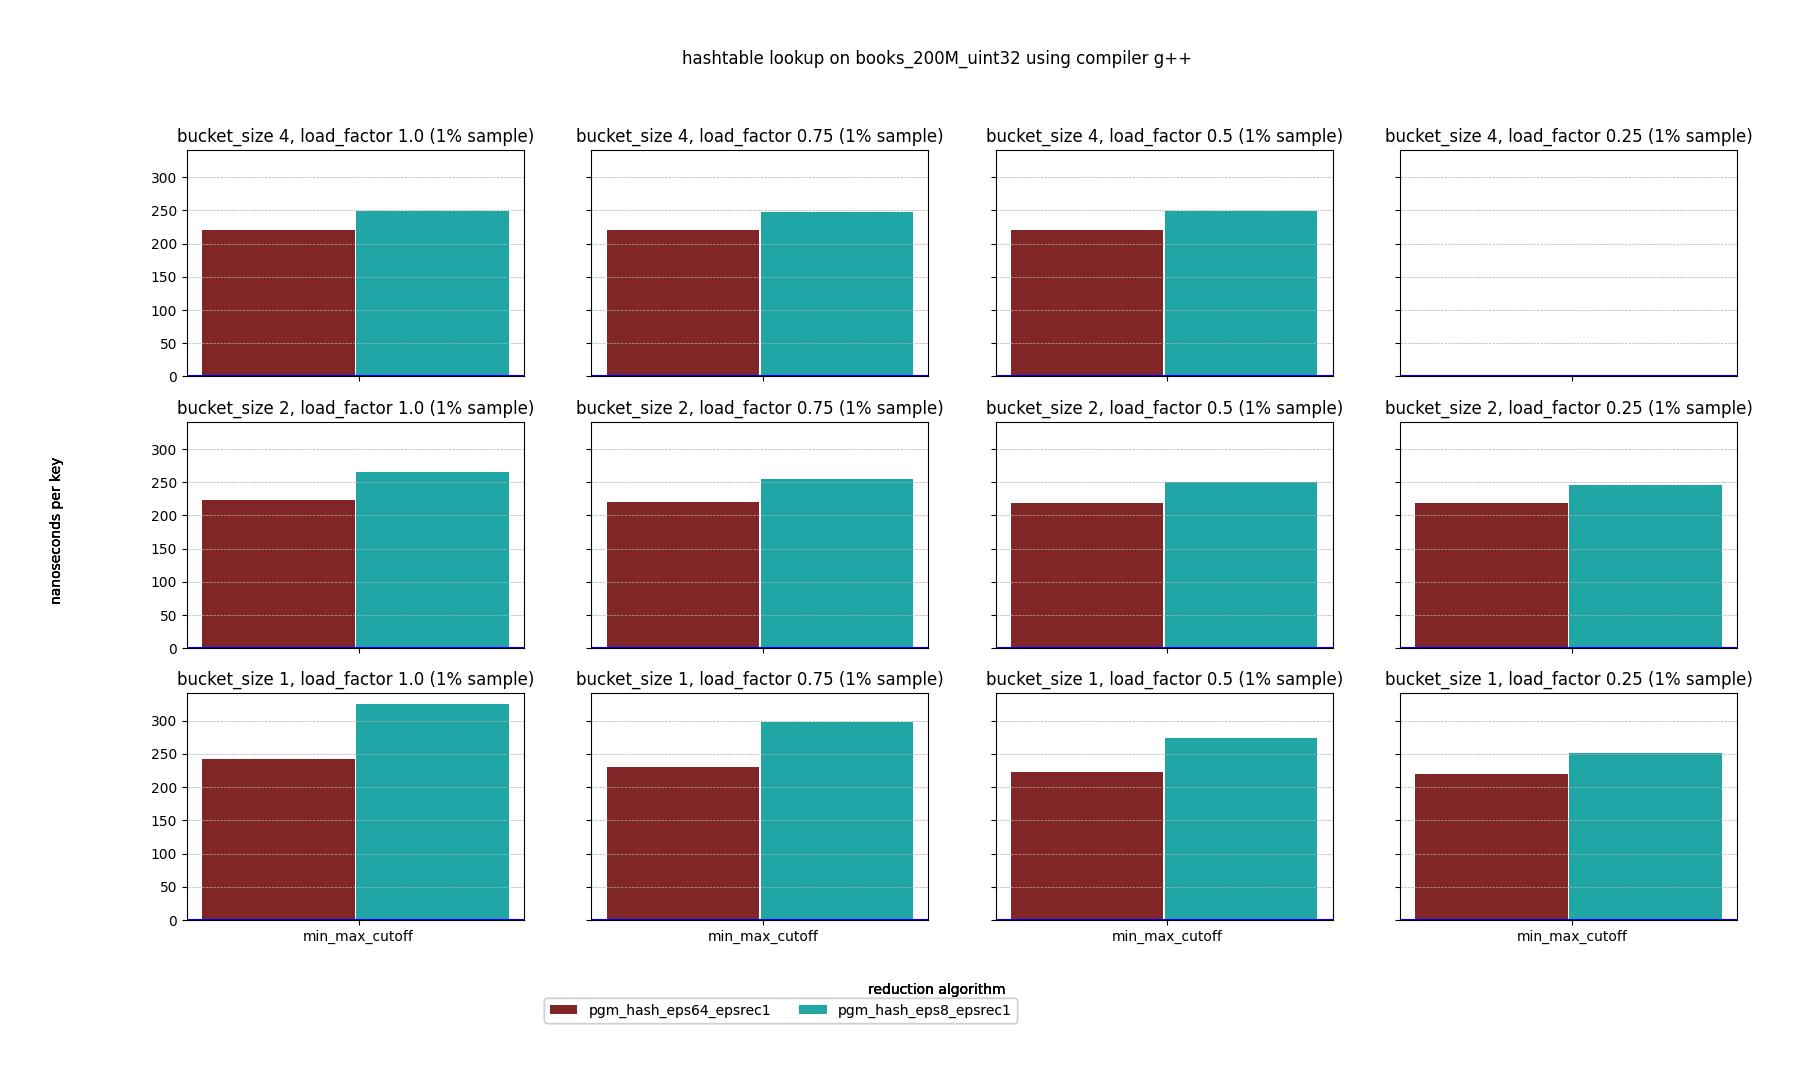 hashtable lookup on books_200M_uint32 using compiler g++
bucket_size 4, load_factor 1.0 (1% sample)
bucket_size 4, load_factor 0.75 (1% sample)
bucket_size 4, load_factor 0.5 (1% sample)
bucket_size 4, load_factor 0.25 (1% sample)
300
250
200
150
100
50
0
bucket_size 2, load_factor 1.0 (1% sample)
bucket_size 2, load_factor 0.75 (1% sample)
bucket_size 2, load_factor 0.5 (1% sample)
bucket_size 2, load_factor 0.25 (1% sample)
nanoseconds per key
300
250
200
150
100
50
0
bucket_size 1, load_factor 1.0 (1% sample)
bucket_size 1, load_factor 0.75 (1% sample)
bucket_size 1, load_factor 0.5 (1% sample)
bucket_size 1, load_factor 0.25 (1% sample)
300
250
200
150
100
50
0
min_max_cutoff
min_max_cutoff
min_max_cutoff
min_max_cutoff
reduction algorithm
pgm_hash_eps64_epsrec1
pgm_hash_eps8_epsrec1